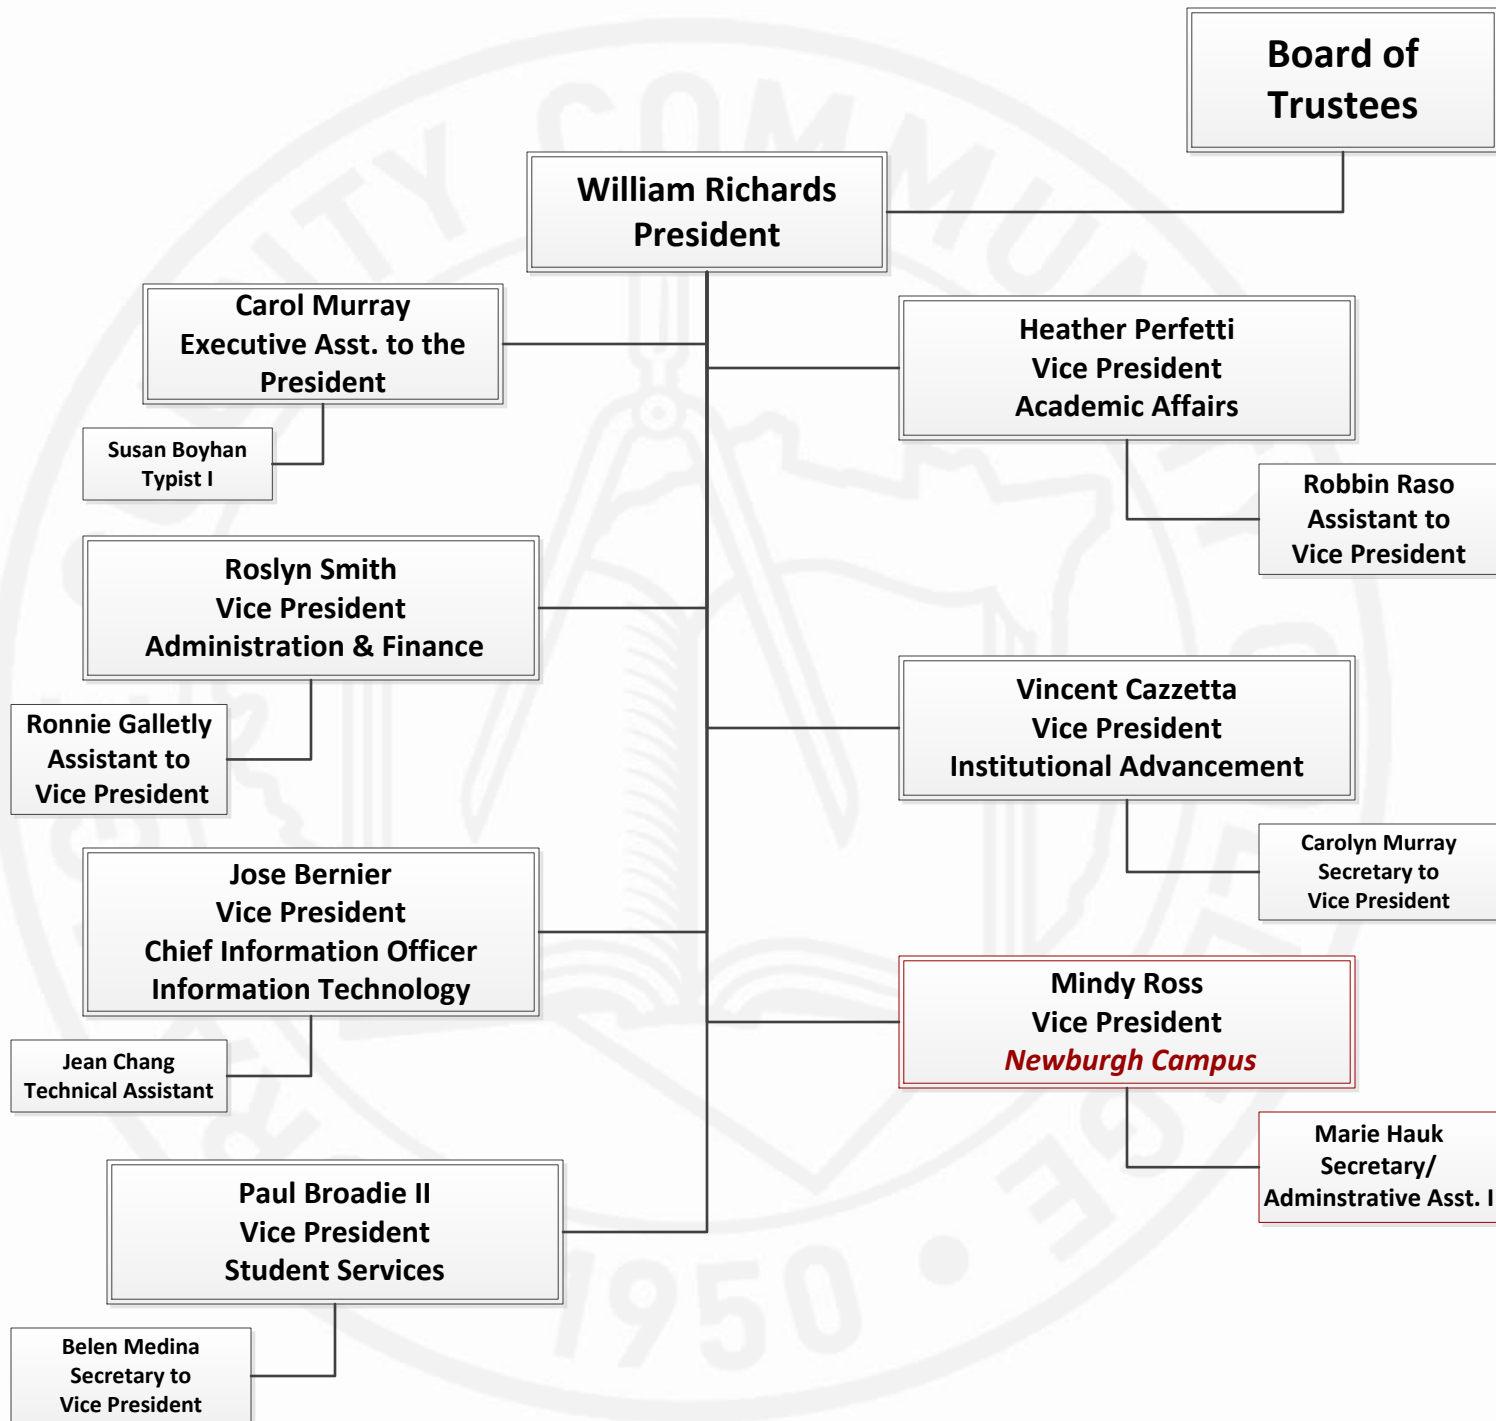 Board of
Trustees
William Richards
President
Carol Murray
Executive Asst. to the
President
Heather Perfetti
Vice President
Academic Affairs
Susan Boyhan
Typist I
Robbin Raso
Assistant to
Vice President
Roslyn Smith
Vice President
Administration & Finance
Ronnie Galletly
Assistant to
Vice President
Vincent Cazzetta
Vice President
Institutional Advancement
Carolyn Murray
Secretary to
Vice President
Jose Bernier
Vice President
Chief Information Officer
Information Technology
Jean Chang
Technical Assistant
Mindy Ross
Vice President
Newburgh Campus
Marie Hauk
Secretary/
Adminstrative Asst. I
Paul Broadie II
Vice President
Student Services
Belen Medina
Secretary to
Vice President
COMMUNITY
1950